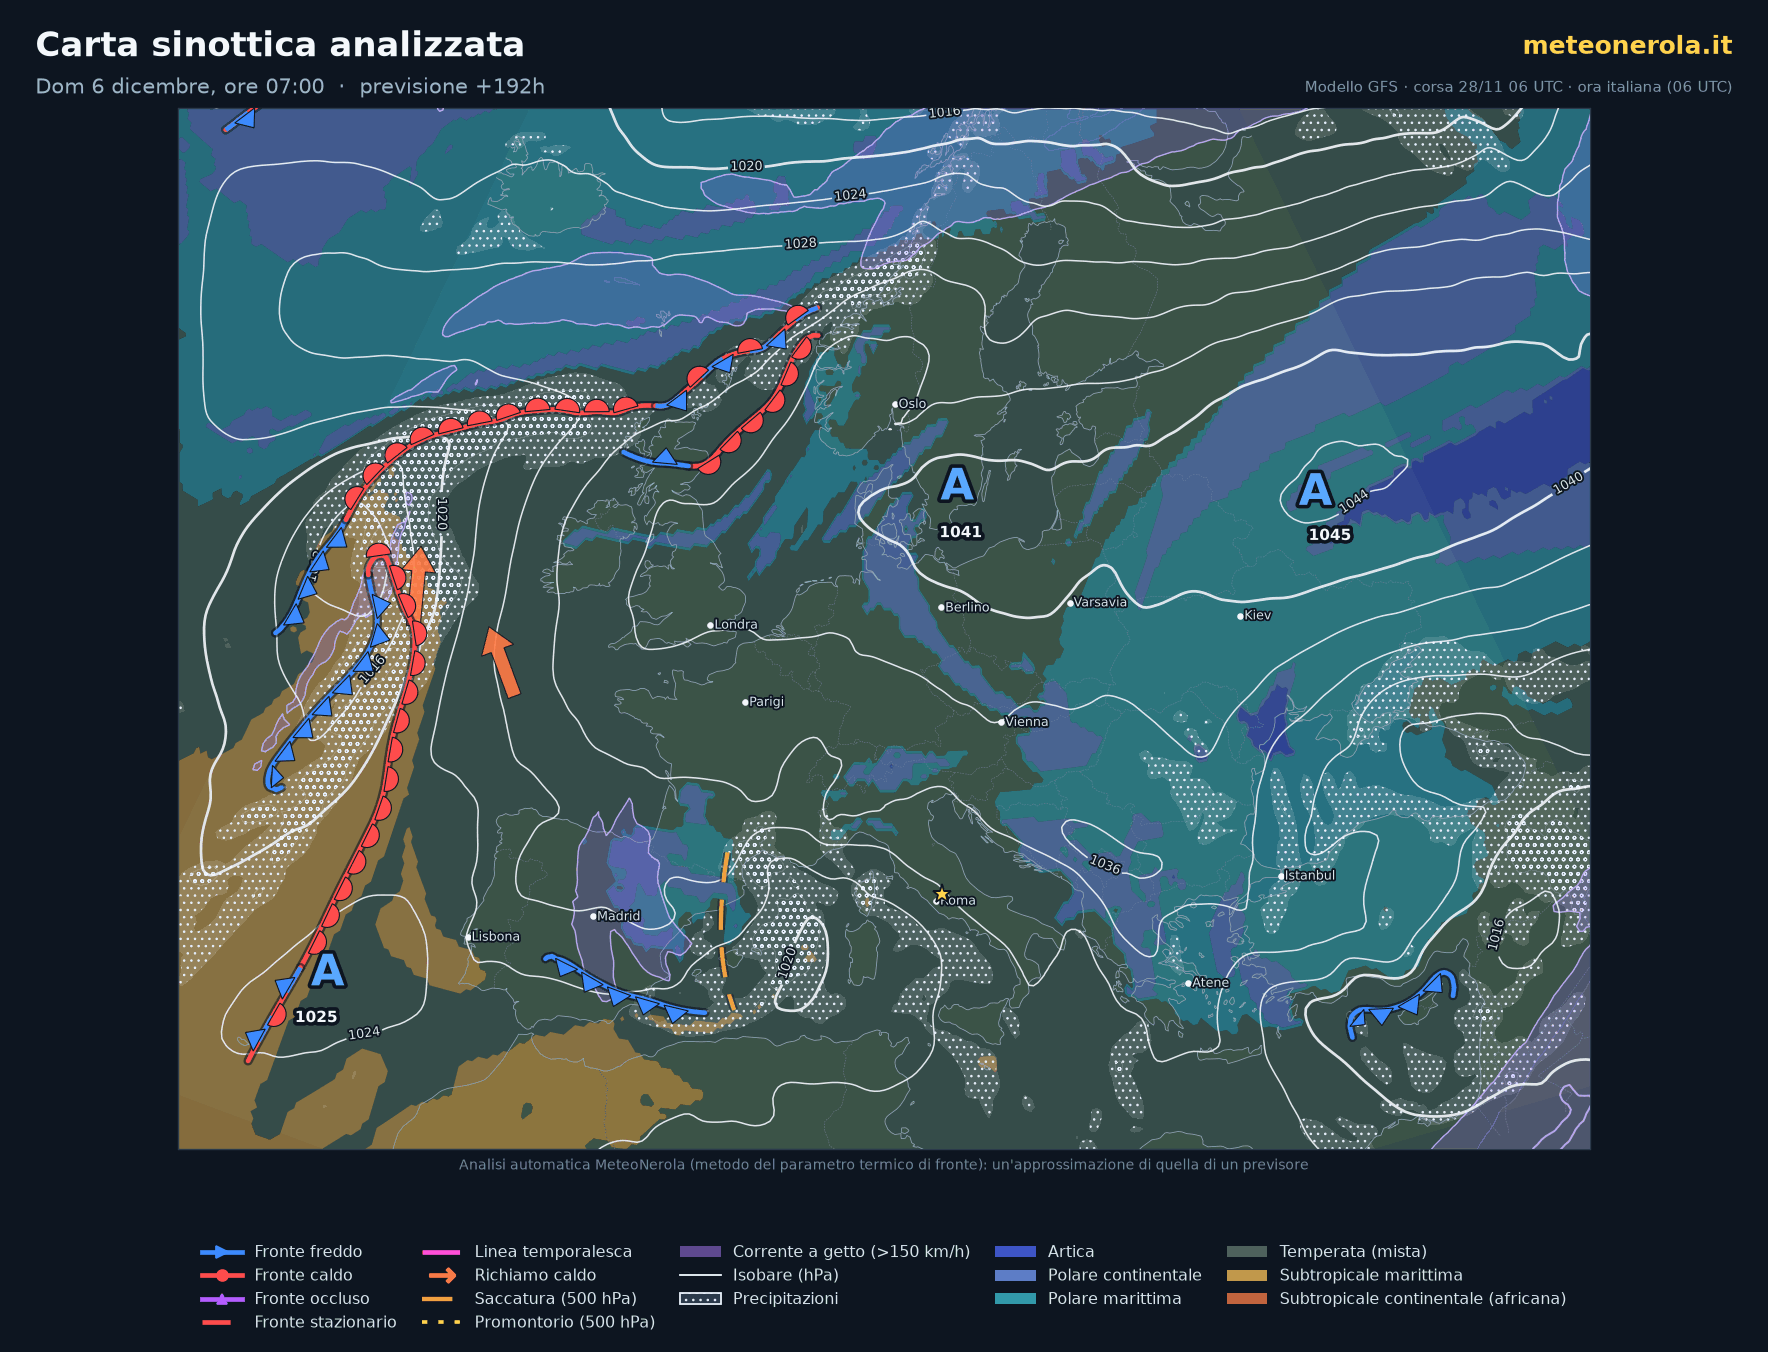 Carta sinottica analizzata
meteonerola.it
Dom 6 dicembre, ore 07:00 · previsione +192h
Modello GFS · corsa 28/11 06 UTC · ora italiana (06 UTC)
1016
1020
1024
1028
Oslo
A
1041
A
1044
1045
1040
1020
Berlino
Varsavia
Kiev
Londra
1016
Parigi
Vienna
1036
Istanbul
Roma
Madrid
Lisbona
1020
1016
Atene
A
1025
1024
Analisi automatica MeteoNerola (metodo del parametro termico di fronte): un'approssimazione di quella di un previsore
Fronte freddo
Fronte caldo
Fronte occluso
Fronte stazionario
Linea temporalesca
Richiamo caldo
Saccatura (500 hPa)
Promontorio (500 hPa)
Corrente a getto (>150 km/h)
Isobare (hPa)
Precipitazioni
Artica
Polare continentale
Polare marittima
Temperata (mista)
Subtropicale marittima
Subtropicale continentale (africana)